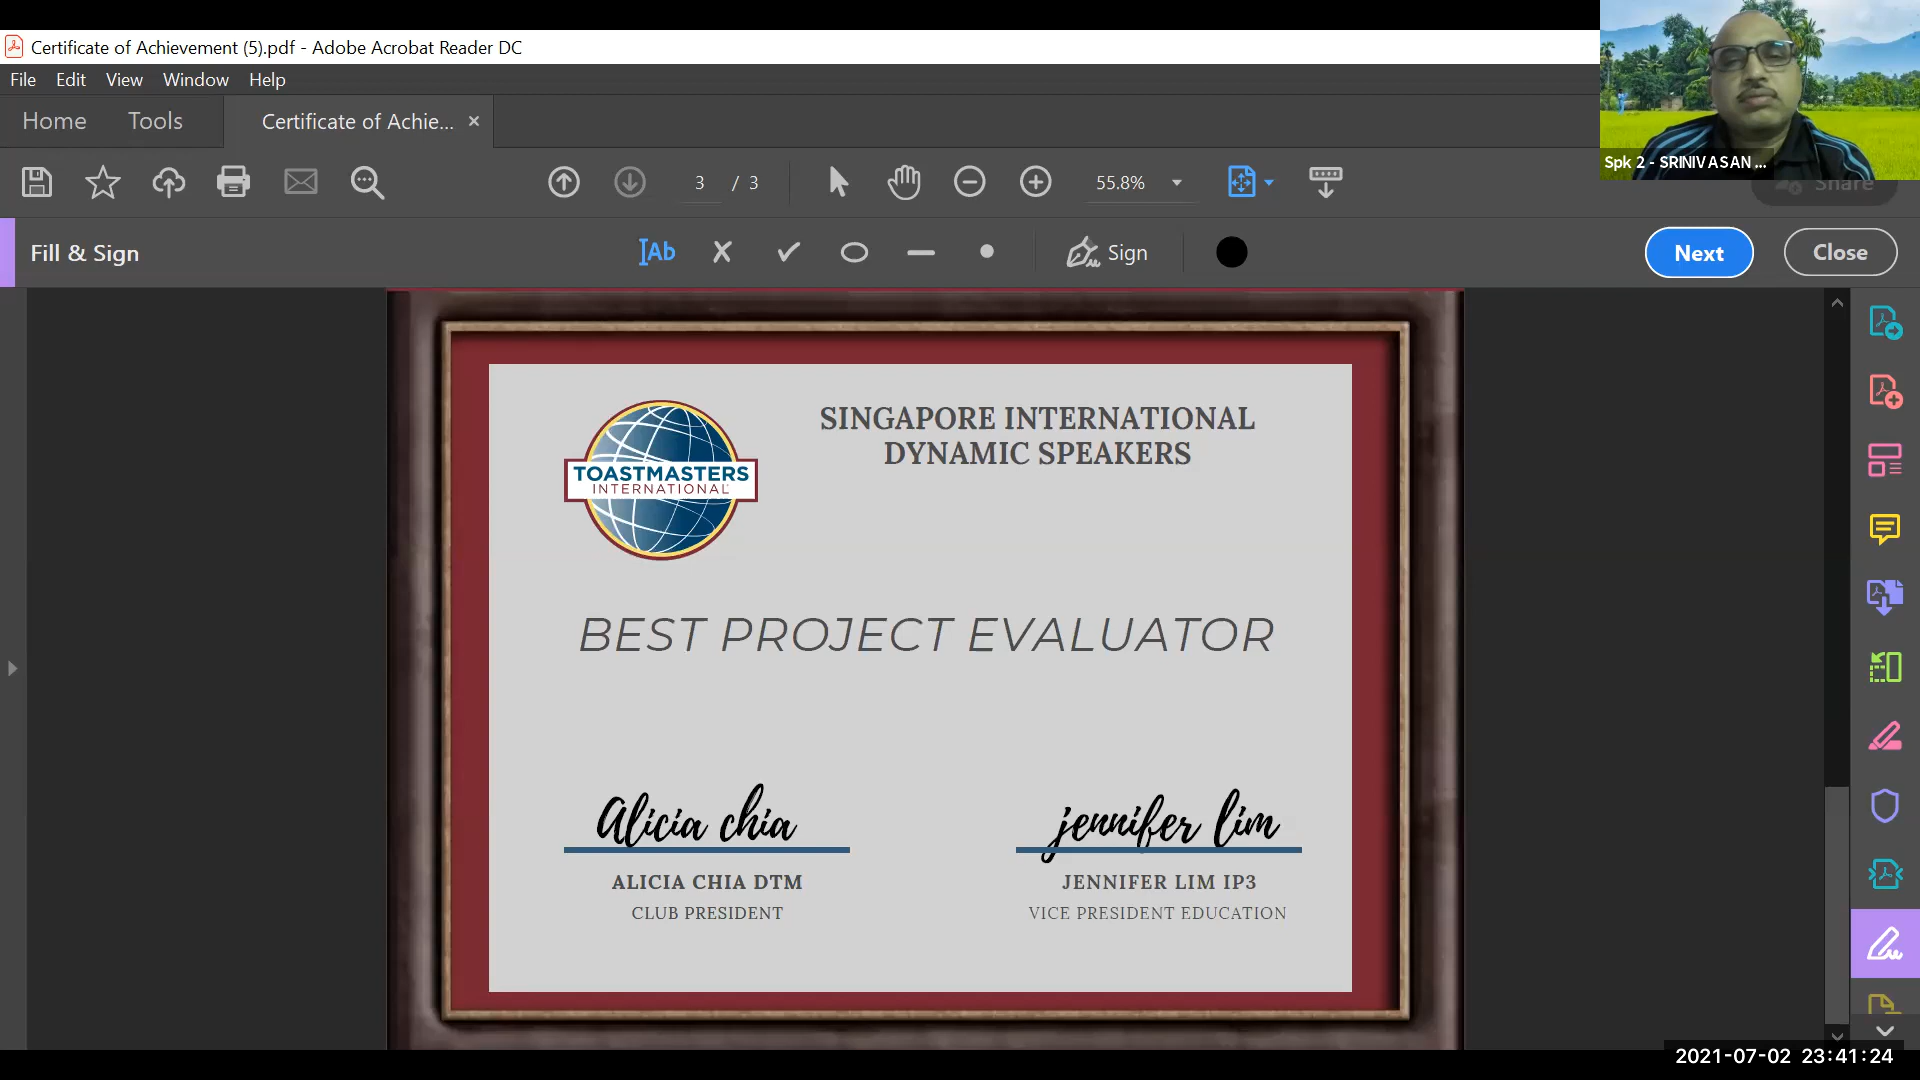 Certificate of Achievement (5).pdf - Adobe Acrobat Reader DC
File Edit View Window Help
Home Tools Certificate of Achie... ×
3 / 3 55.8%
Share
Spk 2 - SRINIVASAN ...
Fill & Sign
Ab Sign Next Close
SINGAPORE INTERNATIONAL
DYNAMIC SPEAKERS
TOASTMASTERS
INTERNATIONAL
BEST PROJECT EVALUATOR
Alicia chia
jennifer lim
ALICIA CHIA DTM
CLUB PRESIDENT
JENNIFER LIM IP3
VICE PRESIDENT EDUCATION
2021-07-02 23:41:24